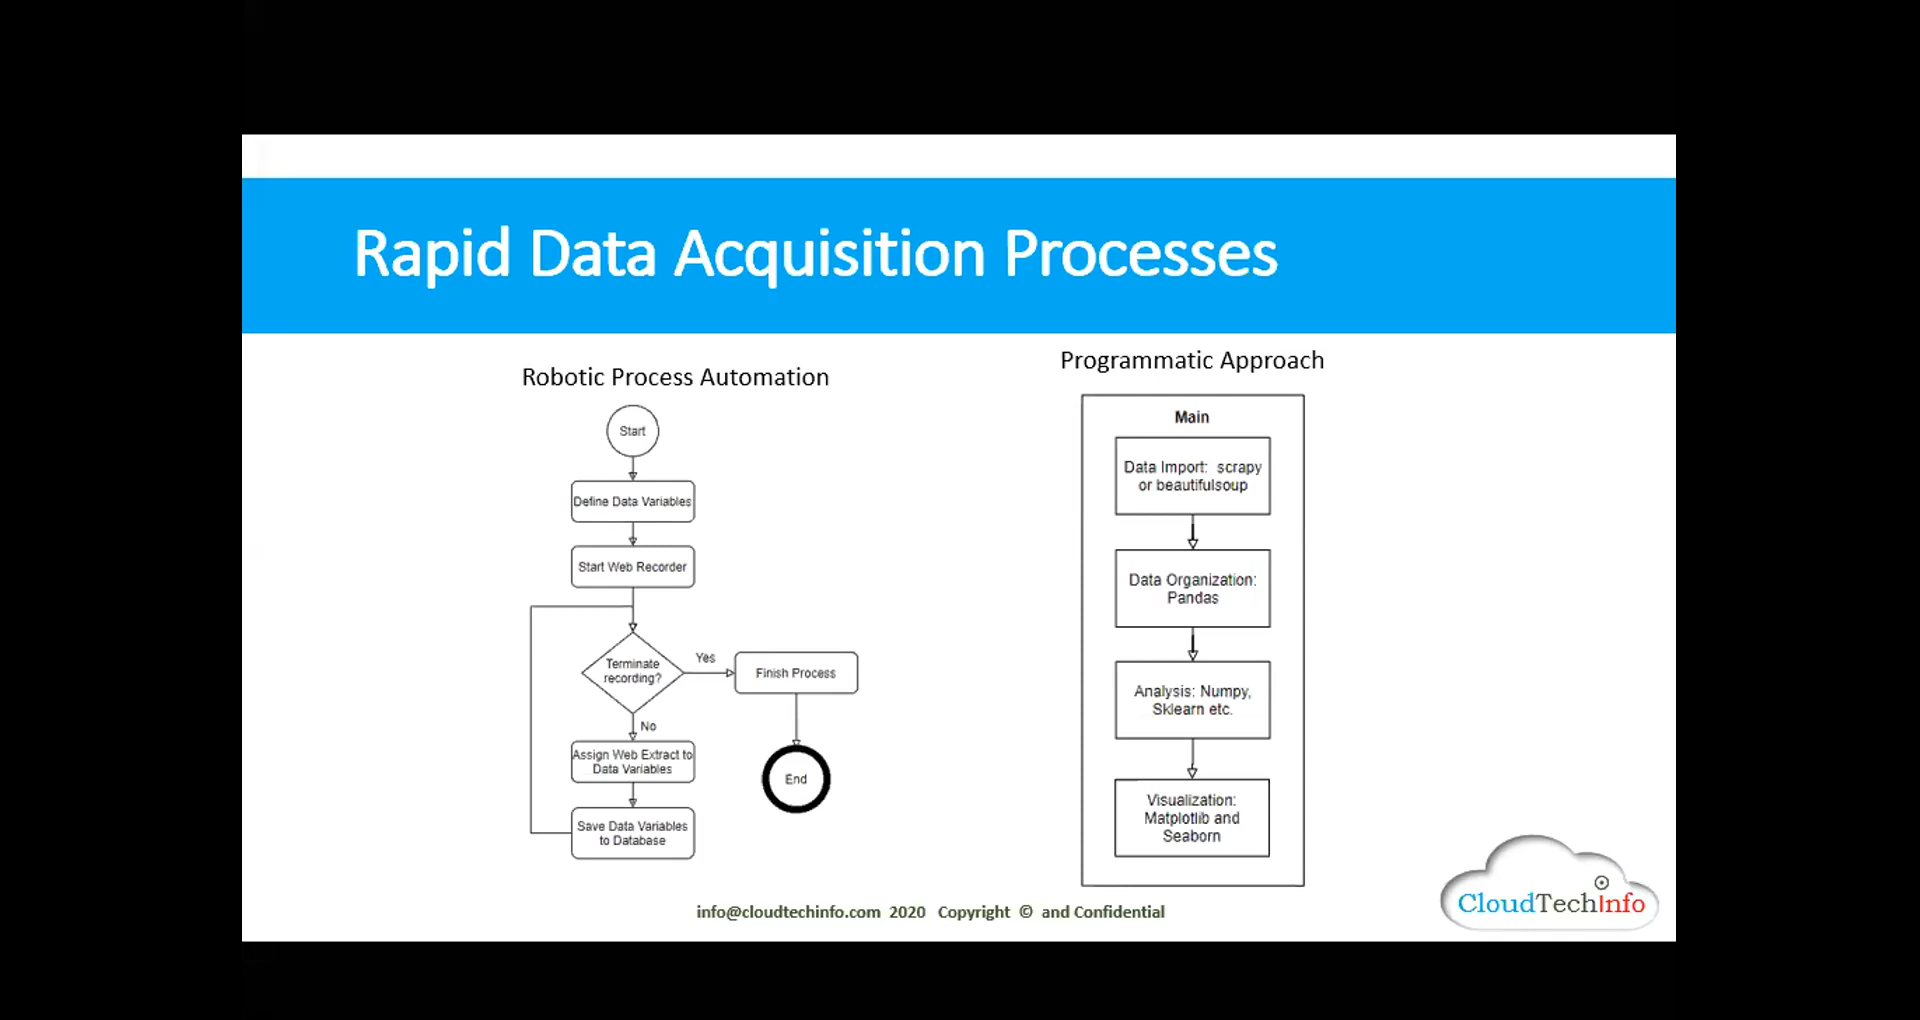 Rapid Data Acquisition Processes
Robotic Process Automation
Start
Define Data Variables
Start Web Recorder
Terminate
recording?
Yes
Finish Process
No
Assign Web Extract to
Data Variables
End
Save Data Variables
to Database
Programmatic Approach
Main
Data Import: scrapy
or beautifulsoup
Data Organization:
Pandas
Analysis: Numpy,
Sklearn etc.
Visualization:
Matplotlib and
Seaborn
info@cloudtechinfo.com 2020 Copyright © and Confidential
CloudTechInfo